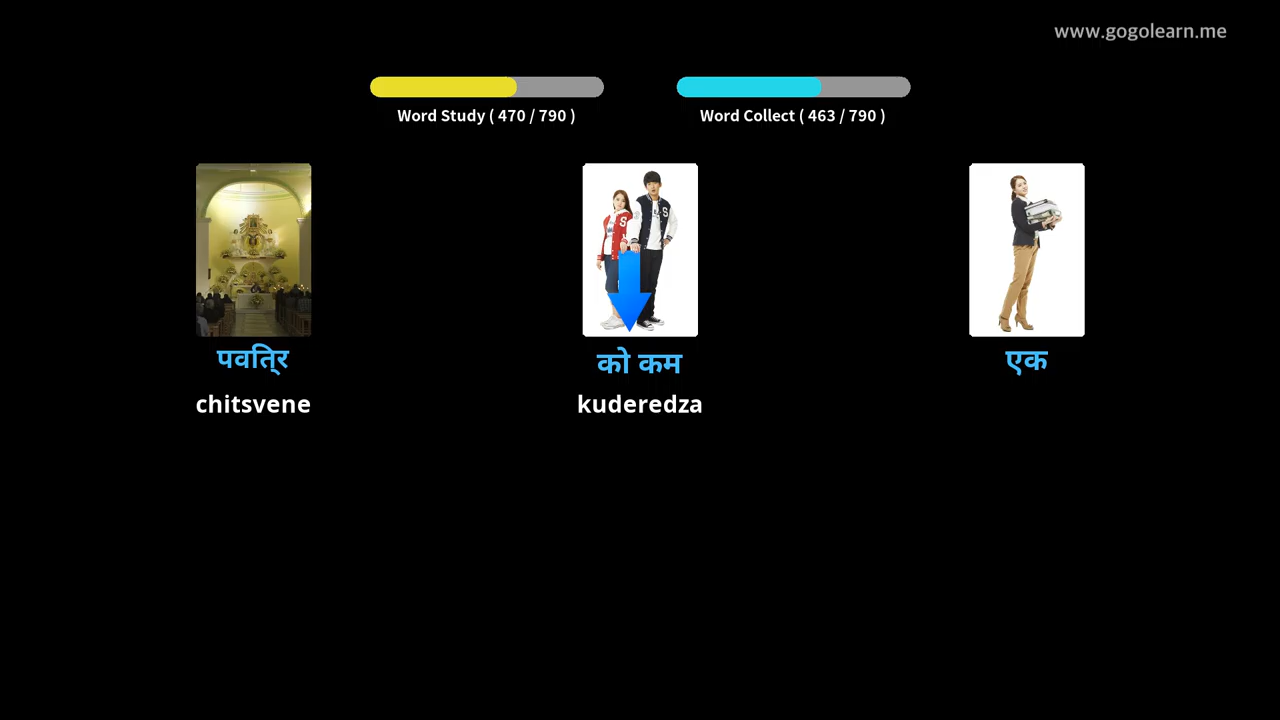 www.gogolearn.me
Word Study ( 470 / 790 )
Word Collect ( 463 / 790 )
पवित्र
chitsvene
को कम
kuderedza
एक